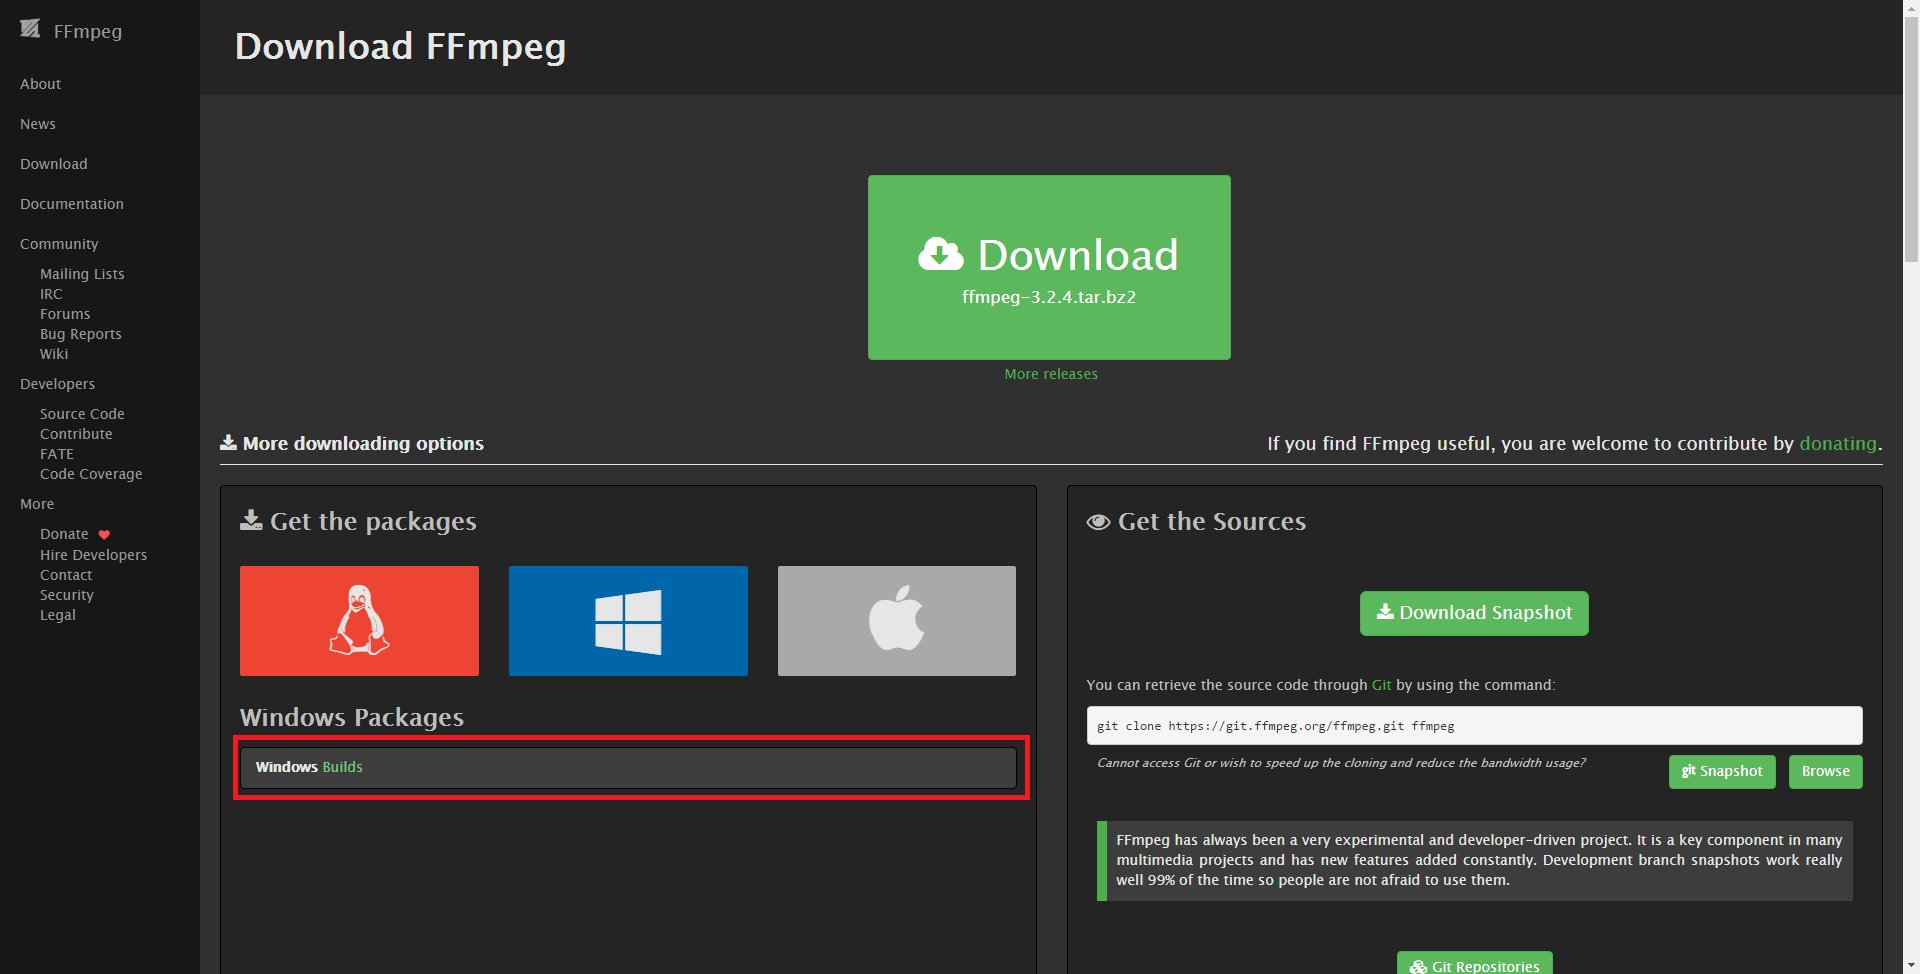 FFmpeg
About
News
Download
Documentation
Community
Mailing Lists
IRC
Forums
Bug Reports
Wiki
Developers
Source Code
Contribute
FATE
Code Coverage
More
Donate
Hire Developers
Contact
Security
Legal
Download FFmpeg
Download
ffmpeg-3.2.4.tar.bz2
More releases
More downloading options
If you find FFmpeg useful, you are welcome to contribute by donating.
Get the packages
Windows Packages
Windows Builds
Get the Sources
Download Snapshot
You can retrieve the source code through Git by using the command:
git clone https://git.ffmpeg.org/ffmpeg.git ffmpeg
Cannot access Git or wish to speed up the cloning and reduce the bandwidth usage?
git Snapshot
Browse
FFmpeg has always been a very experimental and developer-driven project. It is a key component in many
multimedia projects and has new features added constantly. Development branch snapshots work really
well 99% of the time so people are not afraid to use them.
Git Repositories